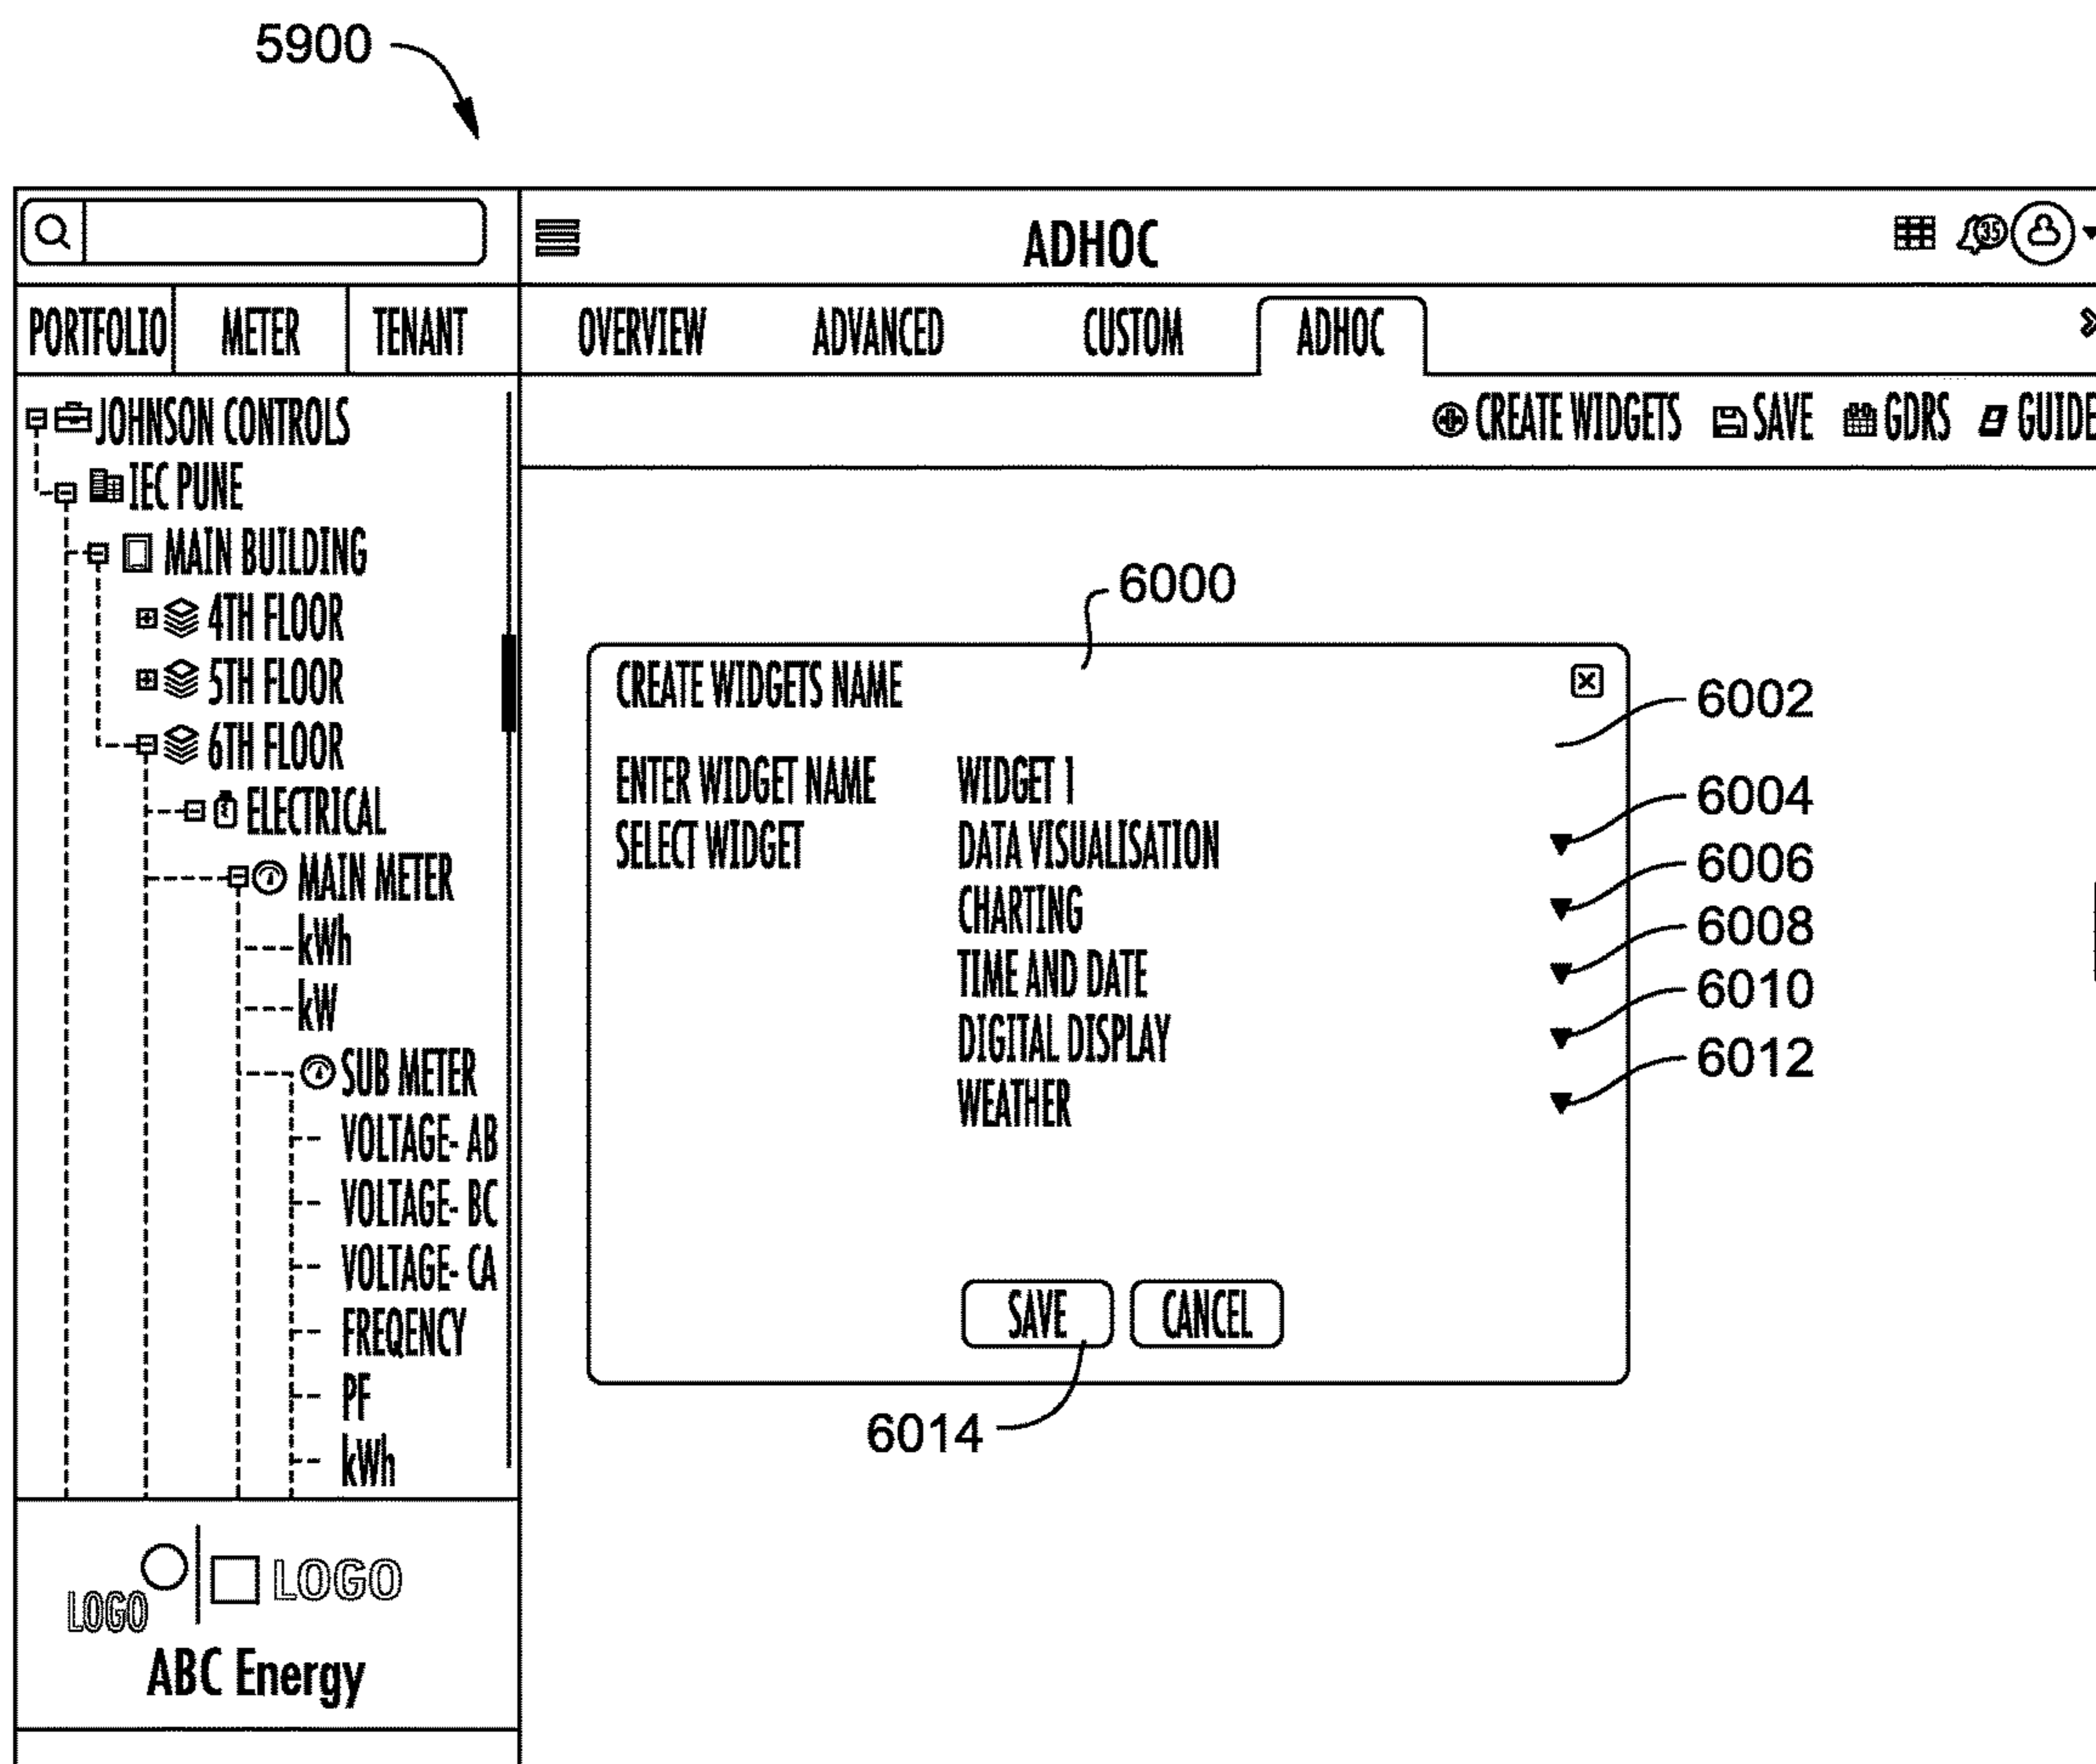 5900
ADHOC
35
PORTFOLIO METER TENANT
OVERVIEW ADVANCED CUSTOM ADHOC
CREATE WIDGETS SAVE GDRS GUIDE
JOHNSON CONTROLS
IEC PUNE
MAIN BUILDING
4TH FLOOR
5TH FLOOR
6TH FLOOR
ELECTRICAL
MAIN METER
kWh
kW
SUB METER
VOLTAGE- AB
VOLTAGE- BC
VOLTAGE- CA
FREQENCY
PF
kWh
LOGO
LOGO
ABC Energy
6000
CREATE WIDGETS NAME
6002
ENTER WIDGET NAME WIDGET 1
SELECT WIDGET DATA VISUALISATION
6004
CHARTING
6006
TIME AND DATE
6008
DIGITAL DISPLAY
6010
WEATHER
6012
SAVE CANCEL
6014